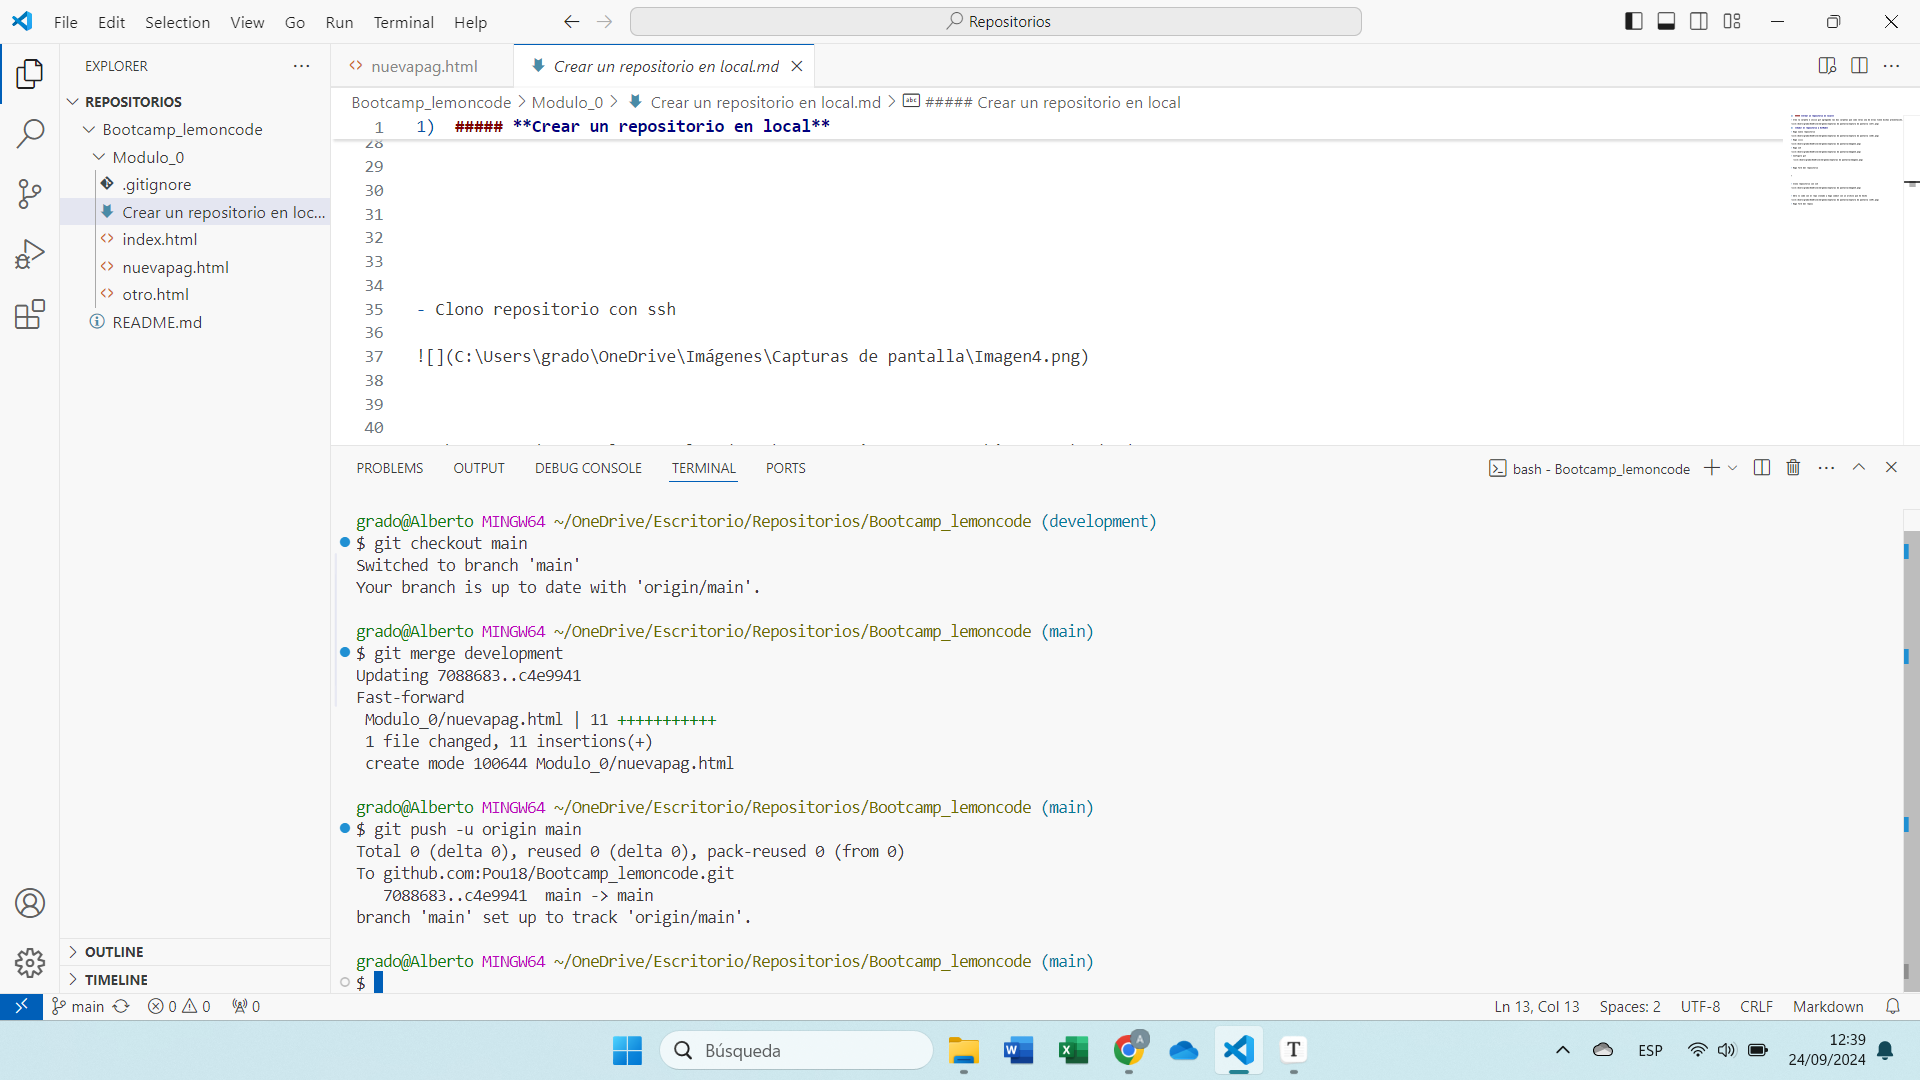 File Edit Selection View Go Run Terminal Help
Repositorios
EXPLORER
nuevapag.html
Crear un repositorio en local.md
REPOSITORIOS
Bootcamp_lemoncode
Modulo_0
.gitignore
Crear un repositorio en loc...
index.html
nuevapag.html
otro.html
README.md
OUTLINE
TIMELINE
Bootcamp_lemoncode > Modulo_0 > Crear un repositorio en local.md > ##### Crear un repositorio en local
1 1) ##### **Crear un repositorio en local**
28
29
30
31
32
33
34
35 - Clono repositorio con ssh
36
37 ![](C:\Users\grado\OneDrive\Imágenes\Capturas de pantalla\Imagen4.png)
38
39
40
PROBLEMS OUTPUT DEBUG CONSOLE TERMINAL PORTS
bash - Bootcamp_lemoncode
grado@Alberto MINGW64 ~/OneDrive/Escritorio/Repositorios/Bootcamp_lemoncode (development)
$ git checkout main
Switched to branch 'main'
Your branch is up to date with 'origin/main'.
grado@Alberto MINGW64 ~/OneDrive/Escritorio/Repositorios/Bootcamp_lemoncode (main)
$ git merge development
Updating 7088683..c4e9941
Fast-forward
Modulo_0/nuevapag.html | 11 +++++++++++
1 file changed, 11 insertions(+)
create mode 100644 Modulo_0/nuevapag.html
grado@Alberto MINGW64 ~/OneDrive/Escritorio/Repositorios/Bootcamp_lemoncode (main)
$ git push -u origin main
Total 0 (delta 0), reused 0 (delta 0), pack-reused 0 (from 0)
To github.com:Pou18/Bootcamp_lemoncode.git
7088683..c4e9941 main -> main
branch 'main' set up to track 'origin/main'.
grado@Alberto MINGW64 ~/OneDrive/Escritorio/Repositorios/Bootcamp_lemoncode (main)
$
main 0 0 0
Ln 13, Col 13 Spaces: 2 UTF-8 CRLF Markdown
Búsqueda
ESP
12:39
24/09/2024